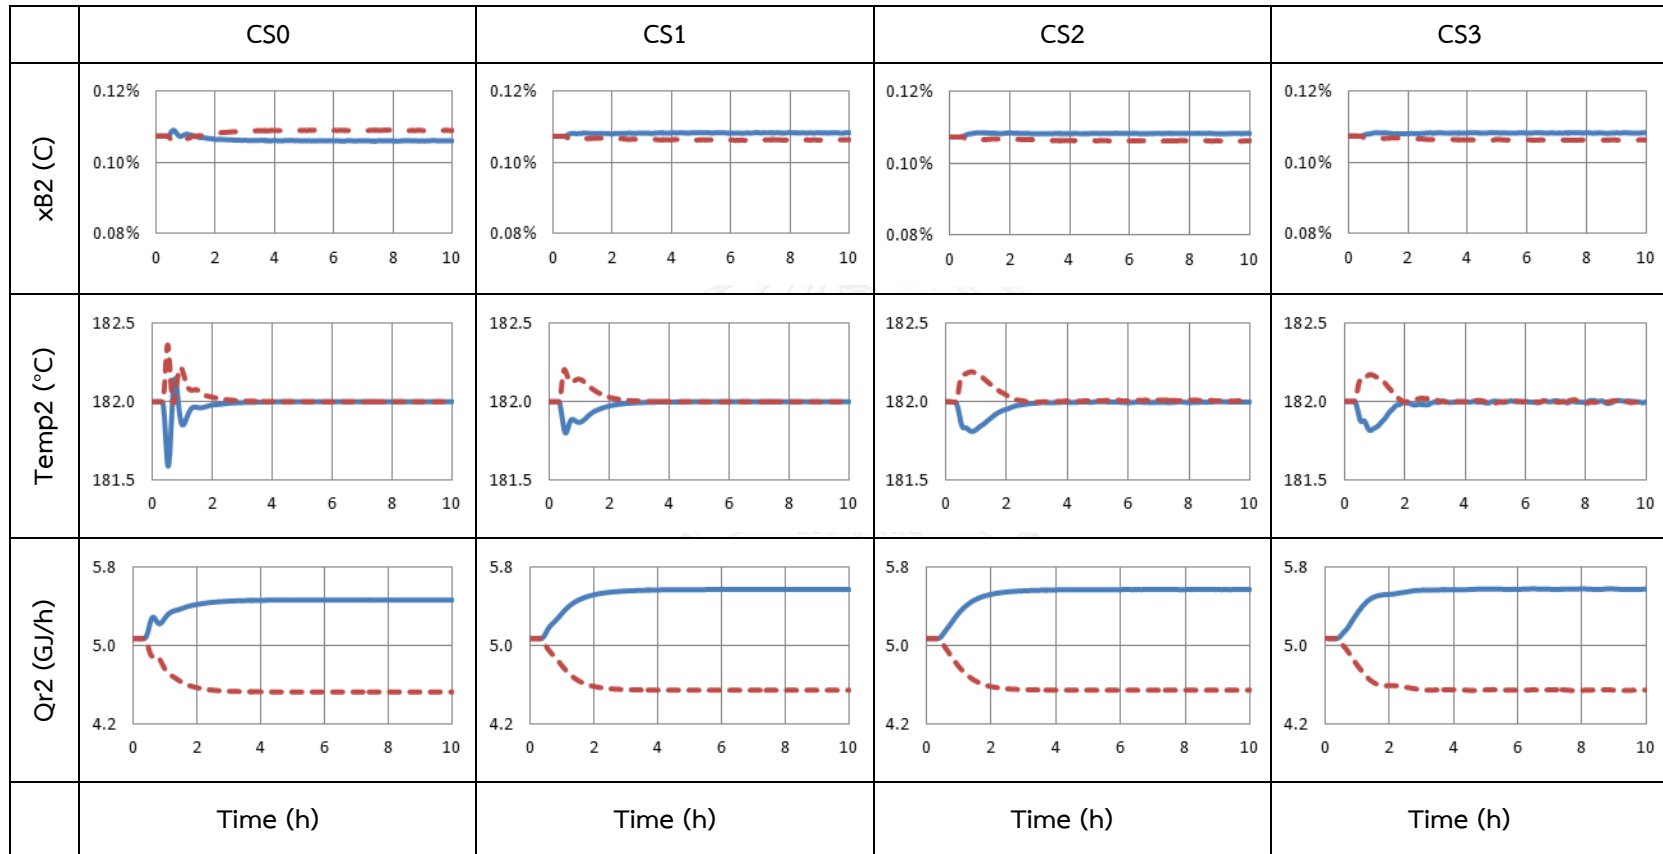 CS0 CS1 CS2 CS3
xB2 (C)
0.12% 0.12% 0.12% 0.12%
0.10% 0.10% 0.10% 0.10%
0.08% 0.08% 0.08% 0.08%
0 2 4 6 8 10 0 2 4 6 8 10 0 2 4 6 8 10 0 2 4 6 8 10
Temp2 (°C)
182.5 182.5 182.5 182.5
182.0 182.0 182.0 182.0
181.5 181.5 181.5 181.5
0 2 4 6 8 10 0 2 4 6 8 10 0 2 4 6 8 10 0 2 4 6 8 10
Qr2 (GJ/h)
5.8 5.8 5.8 5.8
5.0 5.0 5.0 5.0
4.2 4.2 4.2 4.2
0 2 4 6 8 10 0 2 4 6 8 10 0 2 4 6 8 10 0 2 4 6 8 10
Time (h) Time (h) Time (h) Time (h)